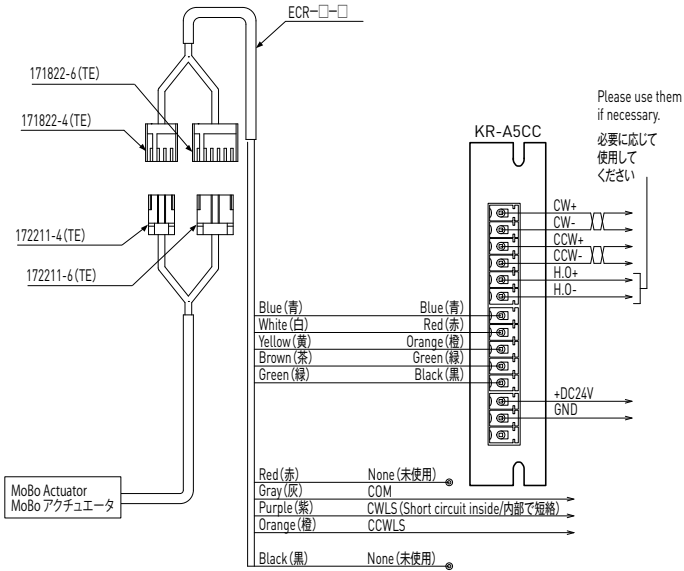 ECR-□-□
171822-6(TE)
171822-4(TE)
172211-4(TE)
172211-6(TE)
MoBo Actuator
MoBo アクチュエータ
KR-A5CC
Please use them
if necessary.
必要に応じて
使用して
ください
CW+
CW-
CCW+
CCW-
H.O+
H.O-
Blue(青) Blue(青)
White(白) Red(赤)
Yellow(黄) Orange(橙)
Brown(茶) Green(緑)
Green(緑) Black(黒)
+DC24V
GND
Red(赤) None(未使用)
Gray(灰) COM
Purple(紫) CWLS(Short circuit inside/内部で短絡)
Orange(橙) CCWLS
Black(黒) None(未使用)